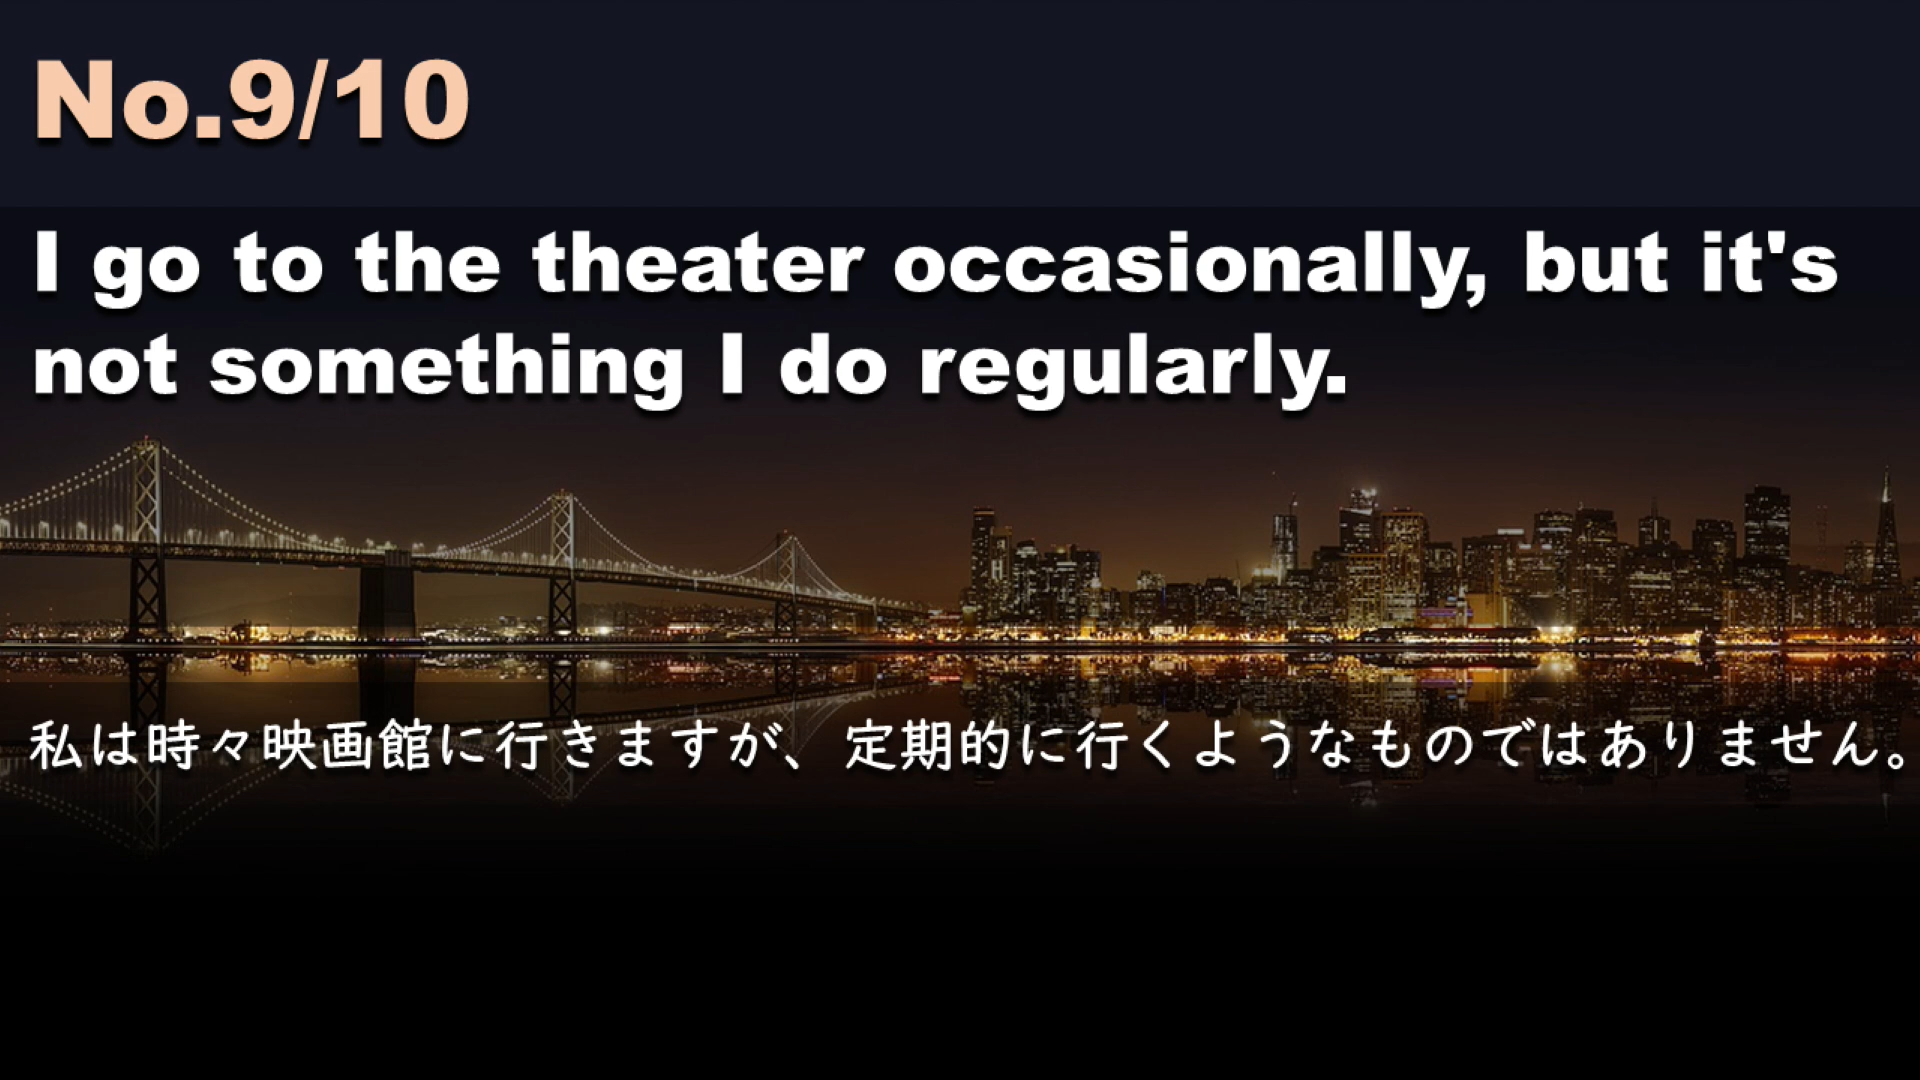 No.9/10
I go to the theater occasionally, but it's
not something I do regularly.
私は時々映画館に行きますが、定期的に行くようなものではありません。